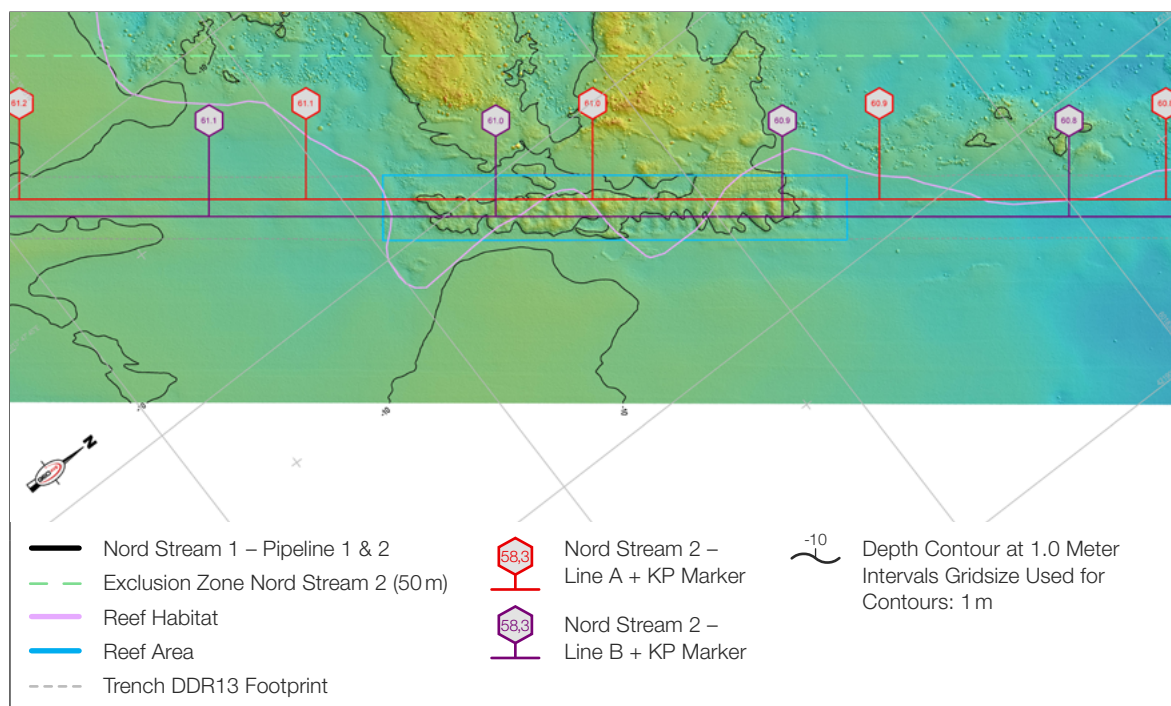 61.2
61.1
61.0
60.9
61.1
61.0
60.9
60.8
-10
-10
N
Nord Stream 1 – Pipeline 1 & 2
Exclusion Zone Nord Stream 2 (50 m)
Reef Habitat
Reef Area
Trench DDR13 Footprint
58,3
Nord Stream 2 –
Line A + KP Marker
58,3
Nord Stream 2 –
Line B + KP Marker
-10
Depth Contour at 1.0 Meter
Intervals Gridsize Used for
Contours: 1 m